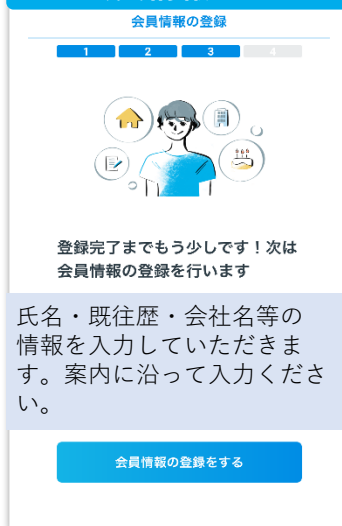 会員情報の登録
1 2 3 4
登録完了までもう少しです！次は
会員情報の登録を行います
氏名・既往歴・会社名等の
情報を入力していただきま
す。案内に沿って入力くださ
い。
会員情報の登録をする